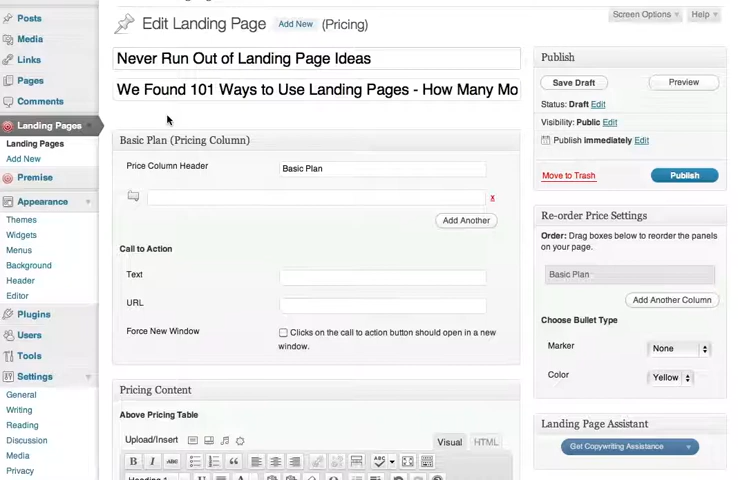 Posts
Media
Links
Pages
Comments
Landing Pages
Landing Pages
Add New
Premise
Appearance
Themes
Widgets
Menus
Background
Header
Editor
Plugins
Users
Tools
Settings
General
Writing
Reading
Discussion
Media
Privacy
Screen Options
Help
Edit Landing Page Add New (Pricing)
Never Run Out of Landing Page Ideas
We Found 101 Ways to Use Landing Pages - How Many Mo
Basic Plan (Pricing Column)
Price Column Header Basic Plan
x
Add Another
Call to Action
Text
URL
Force New Window Clicks on the call to action button should open in a new
window.
Pricing Content
Above Pricing Table
Upload/Insert
Visual HTML
B I ABC ABC
Publish
Save Draft Preview
Status: Draft Edit
Visibility: Public Edit
Publish immediately Edit
Move to Trash Publish
Re-order Price Settings
Order: Drag boxes below to reorder the panels
on your page.
Basic Plan
Add Another Column
Choose Bullet Type
Marker None
Color Yellow
Landing Page Assistant
Get Copywriting Assistance